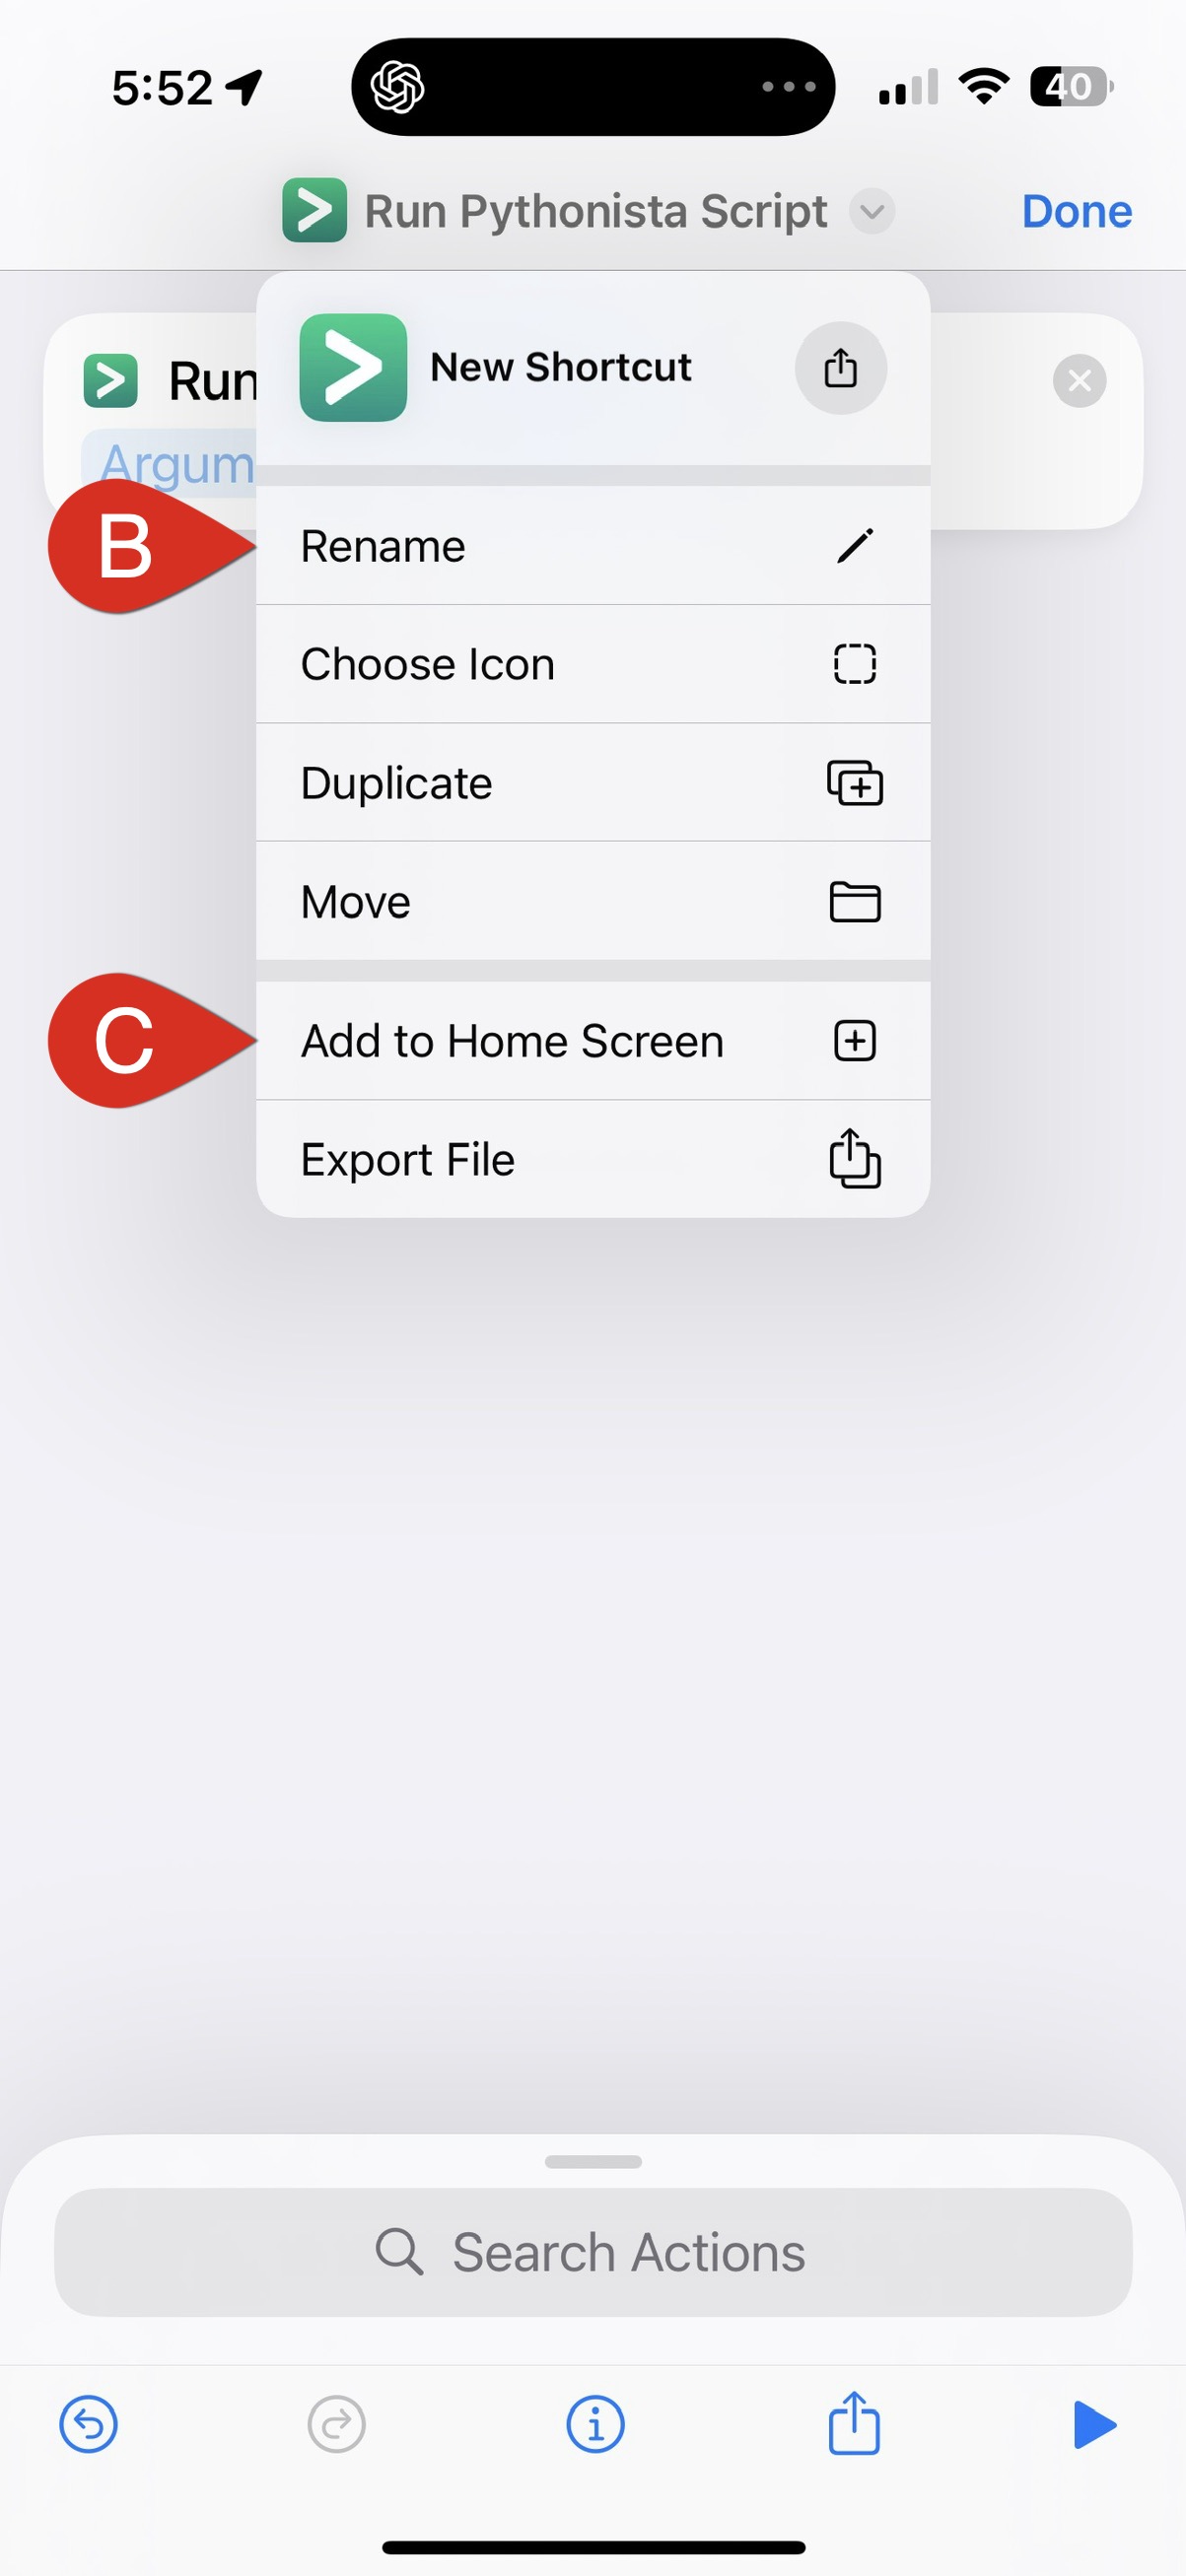 5:52
40
Run Pythonista Script
Done
New Shortcut
Run
Argum
B
Rename
Choose Icon
Duplicate
Move
C
Add to Home Screen
Export File
Search Actions